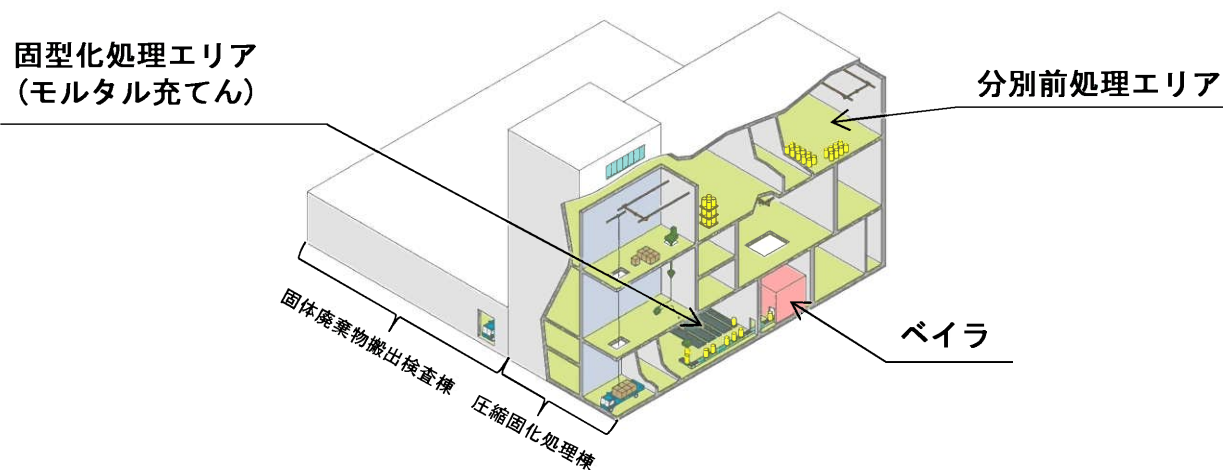 固型化処理エリア
(モルタル充てん)
分別前処理エリア
ベイラ
固体廃棄物搬出検査棟
圧縮固化処理棟